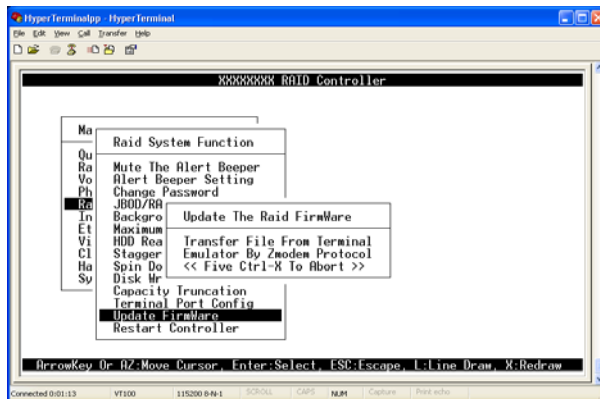 HyperTerminalpp - HyperTerminal
File Edit View Call Transfer Help
XXXXXXXX RAID Controller
Ma
Raid System Function
Qu
Ra
Mute The Alert Beeper
Vo
Alert Beeper Setting
Ph
Change Password
Ra
JBOD/RA
In
Backgro
Update The Raid FirmWare
Et
Maximum
Vi
HDD Rea
Transfer File From Terminal
Cl
Stagger
Emulator By Zmodem Protocol
Ha
Spin Do
<< Five Ctrl-X To Abort >>
Sy
Disk Wr
Capacity Truncation
Terminal Port Config
Update FirmWare
Restart Controller
ArrowKey Or AZ:Move Cursor, Enter:Select, ESC:Escape, L:Line Draw, X:Redraw
Connected 0:01:13 VT100 115200 8-N-1 SCROLL CAPS NUM Capture Print echo